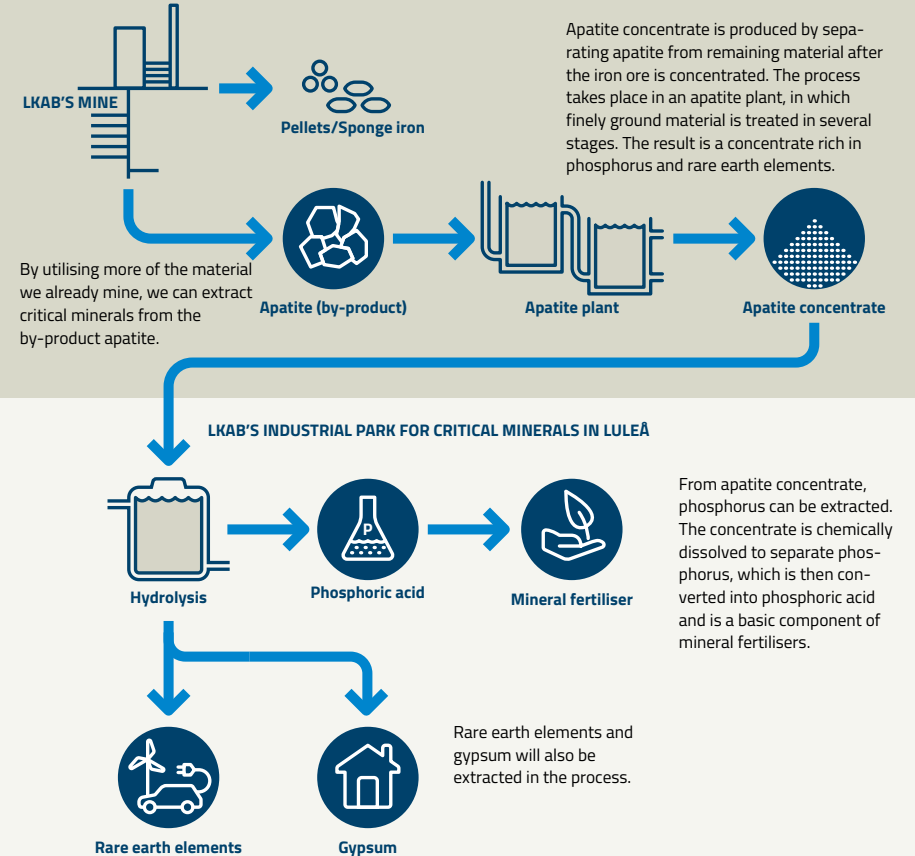 Apatite concentrate is produced by sepa-
rating apatite from remaining material after
the iron ore is concentrated. The process
takes place in an apatite plant, in which
finely ground material is treated in several
stages. The result is a concentrate rich in
phosphorus and rare earth elements.
LKAB'S MINE
Pellets/Sponge iron
By utilising more of the material
we already mine, we can extract
critical minerals from the
by-product apatite.
Apatite (by-product)
Apatite plant
Apatite concentrate
LKAB'S INDUSTRIAL PARK FOR CRITICAL MINERALS IN LULEÅ
From apatite concentrate,
phosphorus can be extracted.
The concentrate is chemically
dissolved to separate phos-
phorus, which is then con-
verted into phosphoric acid
and is a basic component of
mineral fertilisers.
P
Hydrolysis
Phosphoric acid
Mineral fertiliser
Rare earth elements and
gypsum will also be
extracted in the process.
Rare earth elements
Gypsum